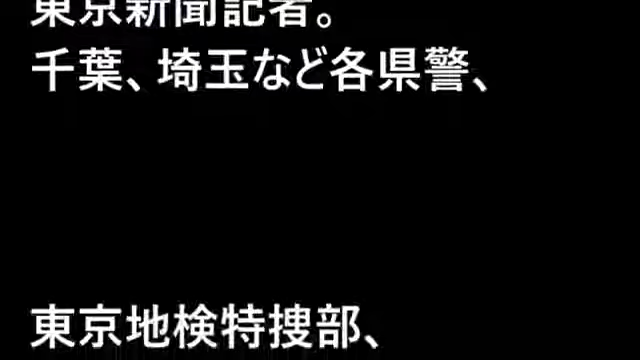 東京新聞記者。
千葉、埼玉など各県警、
東京地検特捜部、